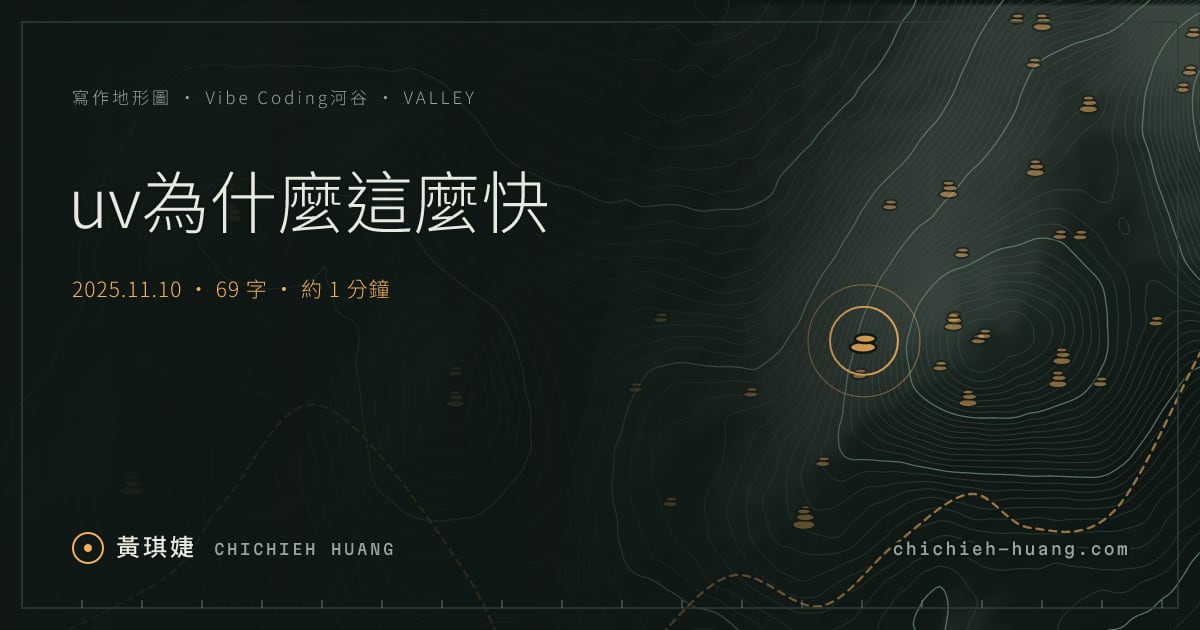 寫作地形圖 · Vibe Coding河谷 · VALLEY
uv為什麼這麼快
2025.11.10 · 69 字 · 約 1 分鐘
黃琪婕 CHICHIEH HUANG
chichieh-huang.com